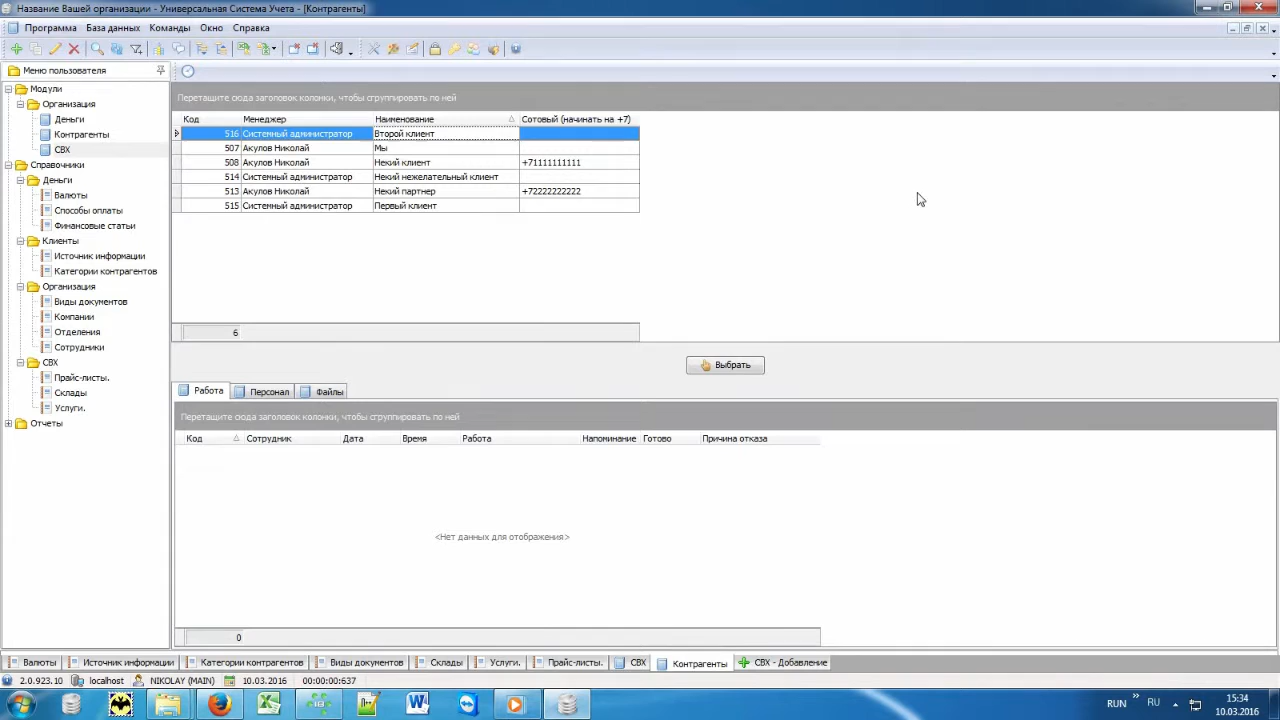 Название Вашей организации - Универсальная Система Учета - [Контрагенты]
Программа База данных Команды Окно Справка
Меню пользователя
Модули
Организация
Деньги
Контрагенты
СВХ
Справочники
Деньги
Валюты
Способы оплаты
Финансовые статьи
Клиенты
Источник информации
Категории контрагентов
Организация
Виды документов
Компании
Отделения
Сотрудники
СВХ
Прайс-листы.
Склады
Услуги.
Отчеты
Перетащите сюда заголовок колонки, чтобы сгруппировать по ней
Код Менеджер Наименование Сотовый (начинать на +7)
516 Системный администратор Второй клиент
507 Акулов Николай Мы
508 Акулов Николай Некий клиент +71111111111
514 Системный администратор Некий нежелательный клиент
513 Акулов Николай Некий партнер +72222222222
515 Системный администратор Первый клиент
6
Выбрать
Работа Персонал Файлы
Перетащите сюда заголовок колонки, чтобы сгруппировать по ней
Код Сотрудник Дата Время Работа Напоминание Готово Причина отказа
<Нет данных для отображения>
0
Валюты Источник информации Категории контрагентов Виды документов Склады Услуги. Прайс-листы. СВХ Контрагенты СВХ - Добавление
2.0.923.10 localhost NIKOLAY (MAIN) 10.03.2016 00:00:00:637
RUN RU 15:34
10.03.2016